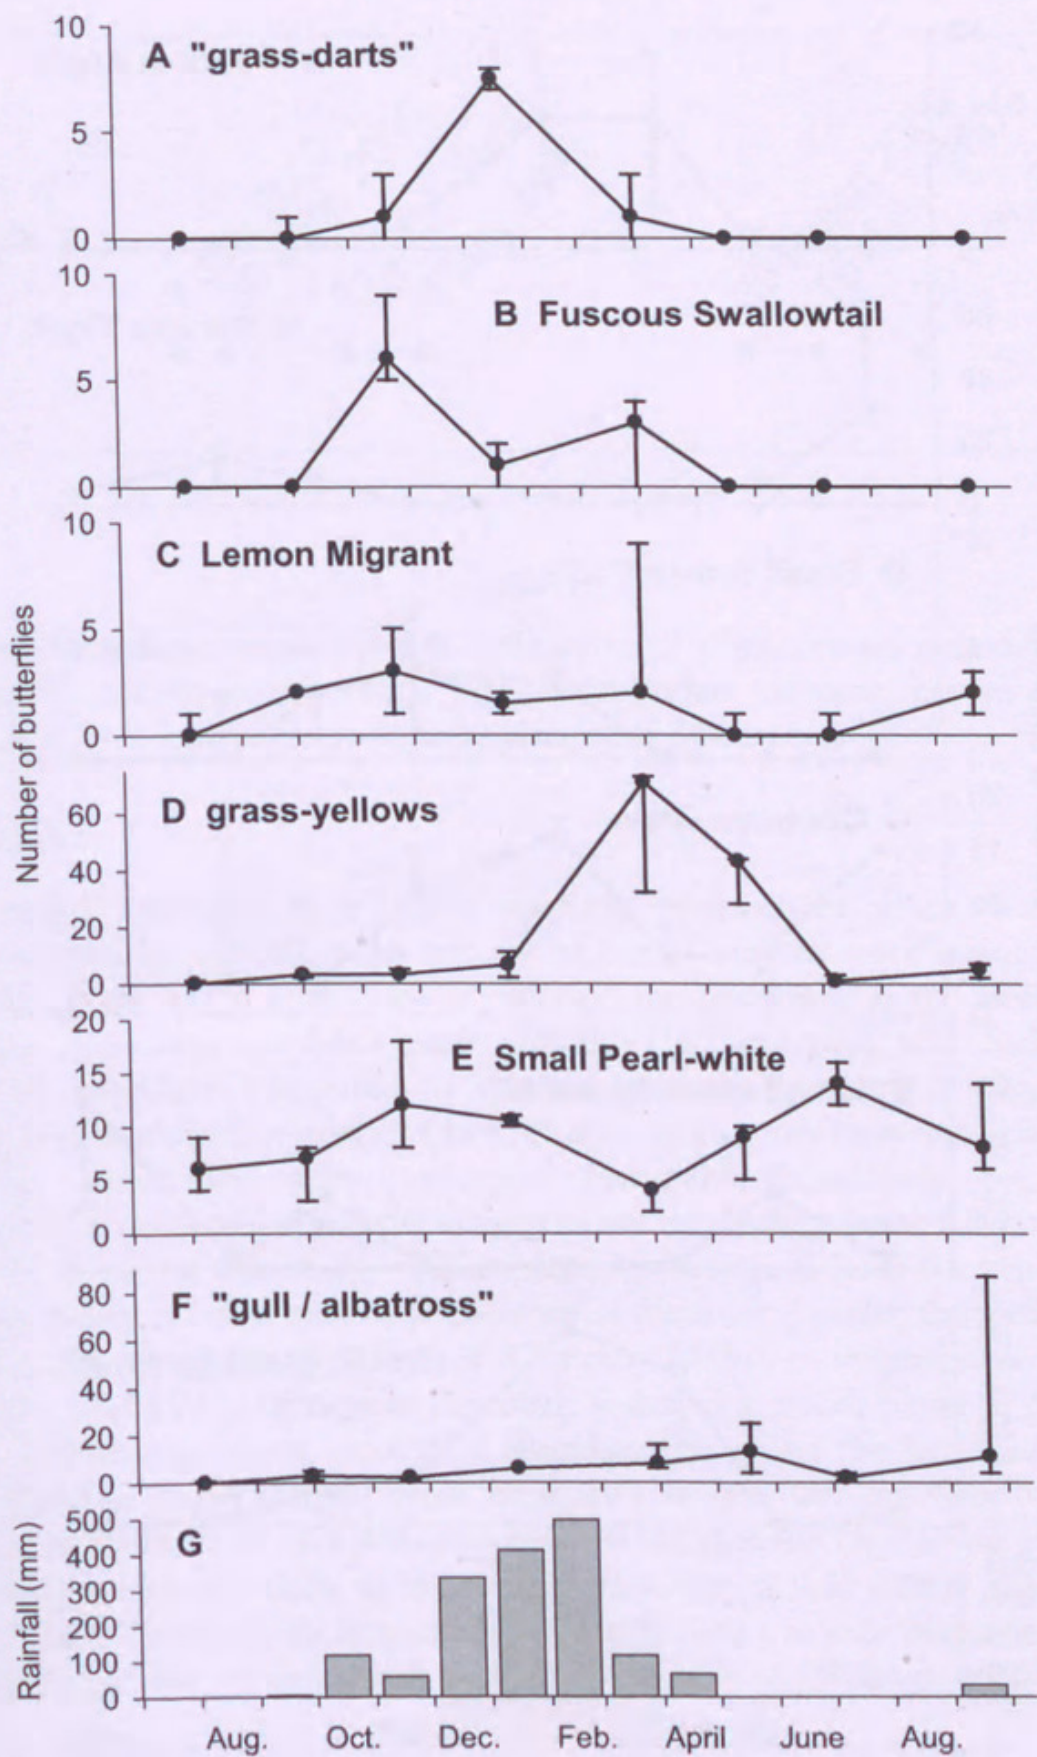 10
A "grass-darts"
5
0
10
B Fuscous Swallowtail
5
0
10
C Lemon Migrant
5
0
Number of butterflies
D grass-yellows
60
40
20
0
20
E Small Pearl-white
15
10
5
0
F "gull / albatross"
80
60
40
20
0
Rainfall (mm)
G
500
400
300
200
100
0
Aug. Oct. Dec. Feb. April June Aug.